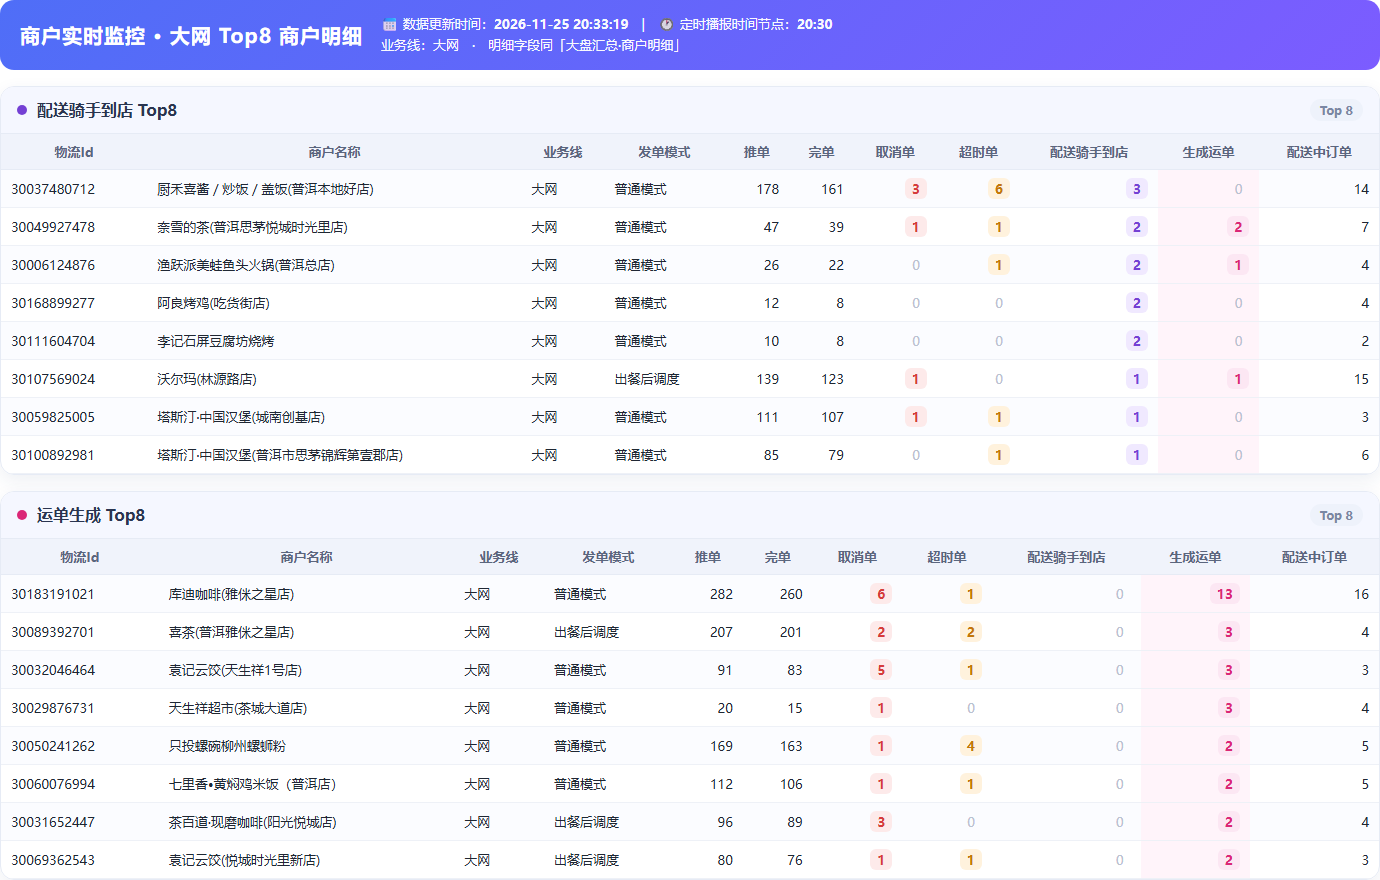 商户实时监控 • 大网 Top8 商户明细
数据更新时间：2026-11-25 20:33:19 | 定时播报时间节点：20:30
业务线：大网 · 明细字段同「大盘汇总·商户明细」
配送骑手到店 Top8 Top 8
物流Id 商户名称 业务线 发单模式 推单 完单 取消单 超时单 配送骑手到店 生成运单 配送中订单
30037480712 厨禾喜酱 / 炒饭 / 盖饭(普洱本地好店) 大网 普通模式 178 161 3 6 3 0 14
30049927478 奈雪的茶(普洱思茅悦城时光里店) 大网 普通模式 47 39 1 1 2 2 7
30006124876 渔跃派美蛙鱼头火锅(普洱总店) 大网 普通模式 26 22 0 1 2 1 4
30168899277 阿良烤鸡(吃货街店) 大网 普通模式 12 8 0 0 2 0 4
30111604704 李记石屏豆腐坊烧烤 大网 普通模式 10 8 0 0 2 0 2
30107569024 沃尔玛(林源路店) 大网 出餐后调度 139 123 1 0 1 1 15
30059825005 塔斯汀·中国汉堡(城南创基店) 大网 普通模式 111 107 1 1 1 0 3
30100892981 塔斯汀·中国汉堡(普洱市思茅锦辉第壹郡店) 大网 普通模式 85 79 0 1 1 0 6
运单生成 Top8 Top 8
物流Id 商户名称 业务线 发单模式 推单 完单 取消单 超时单 配送骑手到店 生成运单 配送中订单
30183191021 库迪咖啡(雅侎之星店) 大网 普通模式 282 260 6 1 0 13 16
30089392701 喜茶(普洱雅侎之星店) 大网 出餐后调度 207 201 2 2 0 3 4
30032046464 袁记云饺(天生祥1号店) 大网 普通模式 91 83 5 1 0 3 3
30029876731 天生祥超市(茶城大道店) 大网 普通模式 20 15 1 0 0 3 4
30050241262 只投螺碗柳州螺蛳粉 大网 普通模式 169 163 1 4 0 2 5
30060076994 七里香•黄焖鸡米饭（普洱店） 大网 普通模式 112 106 1 1 0 2 5
30031652447 茶百道·现磨咖啡(阳光悦城店) 大网 出餐后调度 96 89 3 0 0 2 4
30069362543 袁记云饺(悦城时光里新店) 大网 出餐后调度 80 76 1 1 0 2 3